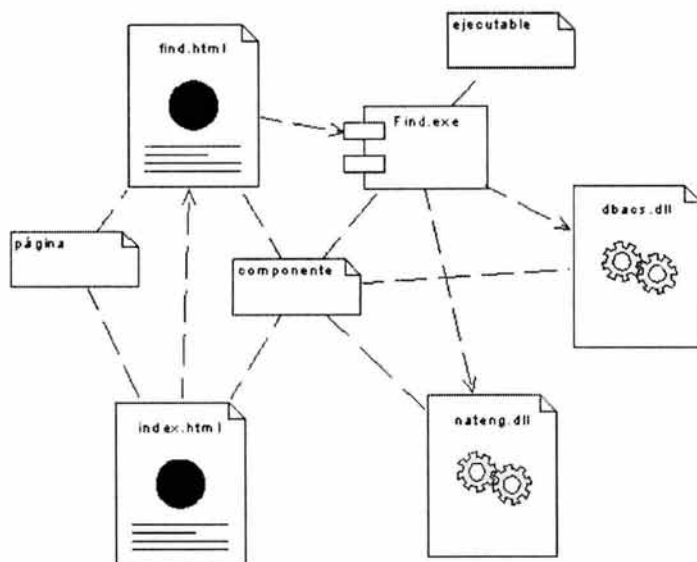 ejecutable
find.html
Find.exe
dbacs.dll
página
componente
index.html
nateng.dll